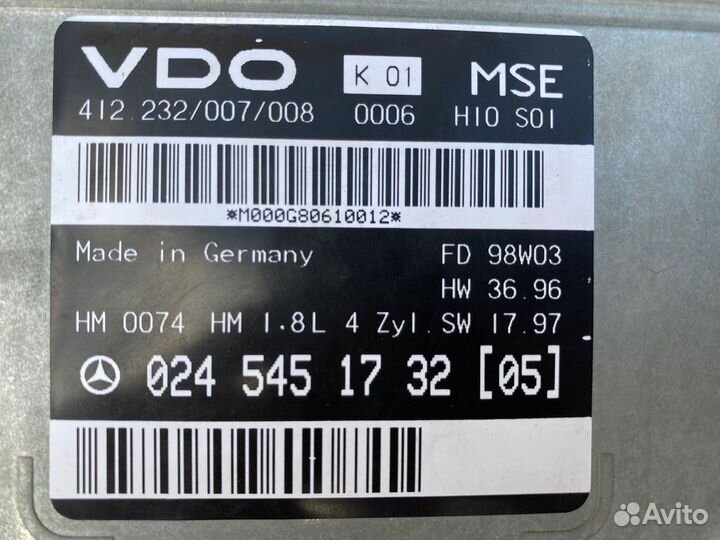 VDO K 01 MSE
412.232/007/008 0006 H10 S01
*M000G80610012*
Made in Germany FD 98W03
HW 36.96
HM 0074 HM 1.8L 4 Zyl. SW 17.97
024 545 17 32 [05]
Avito